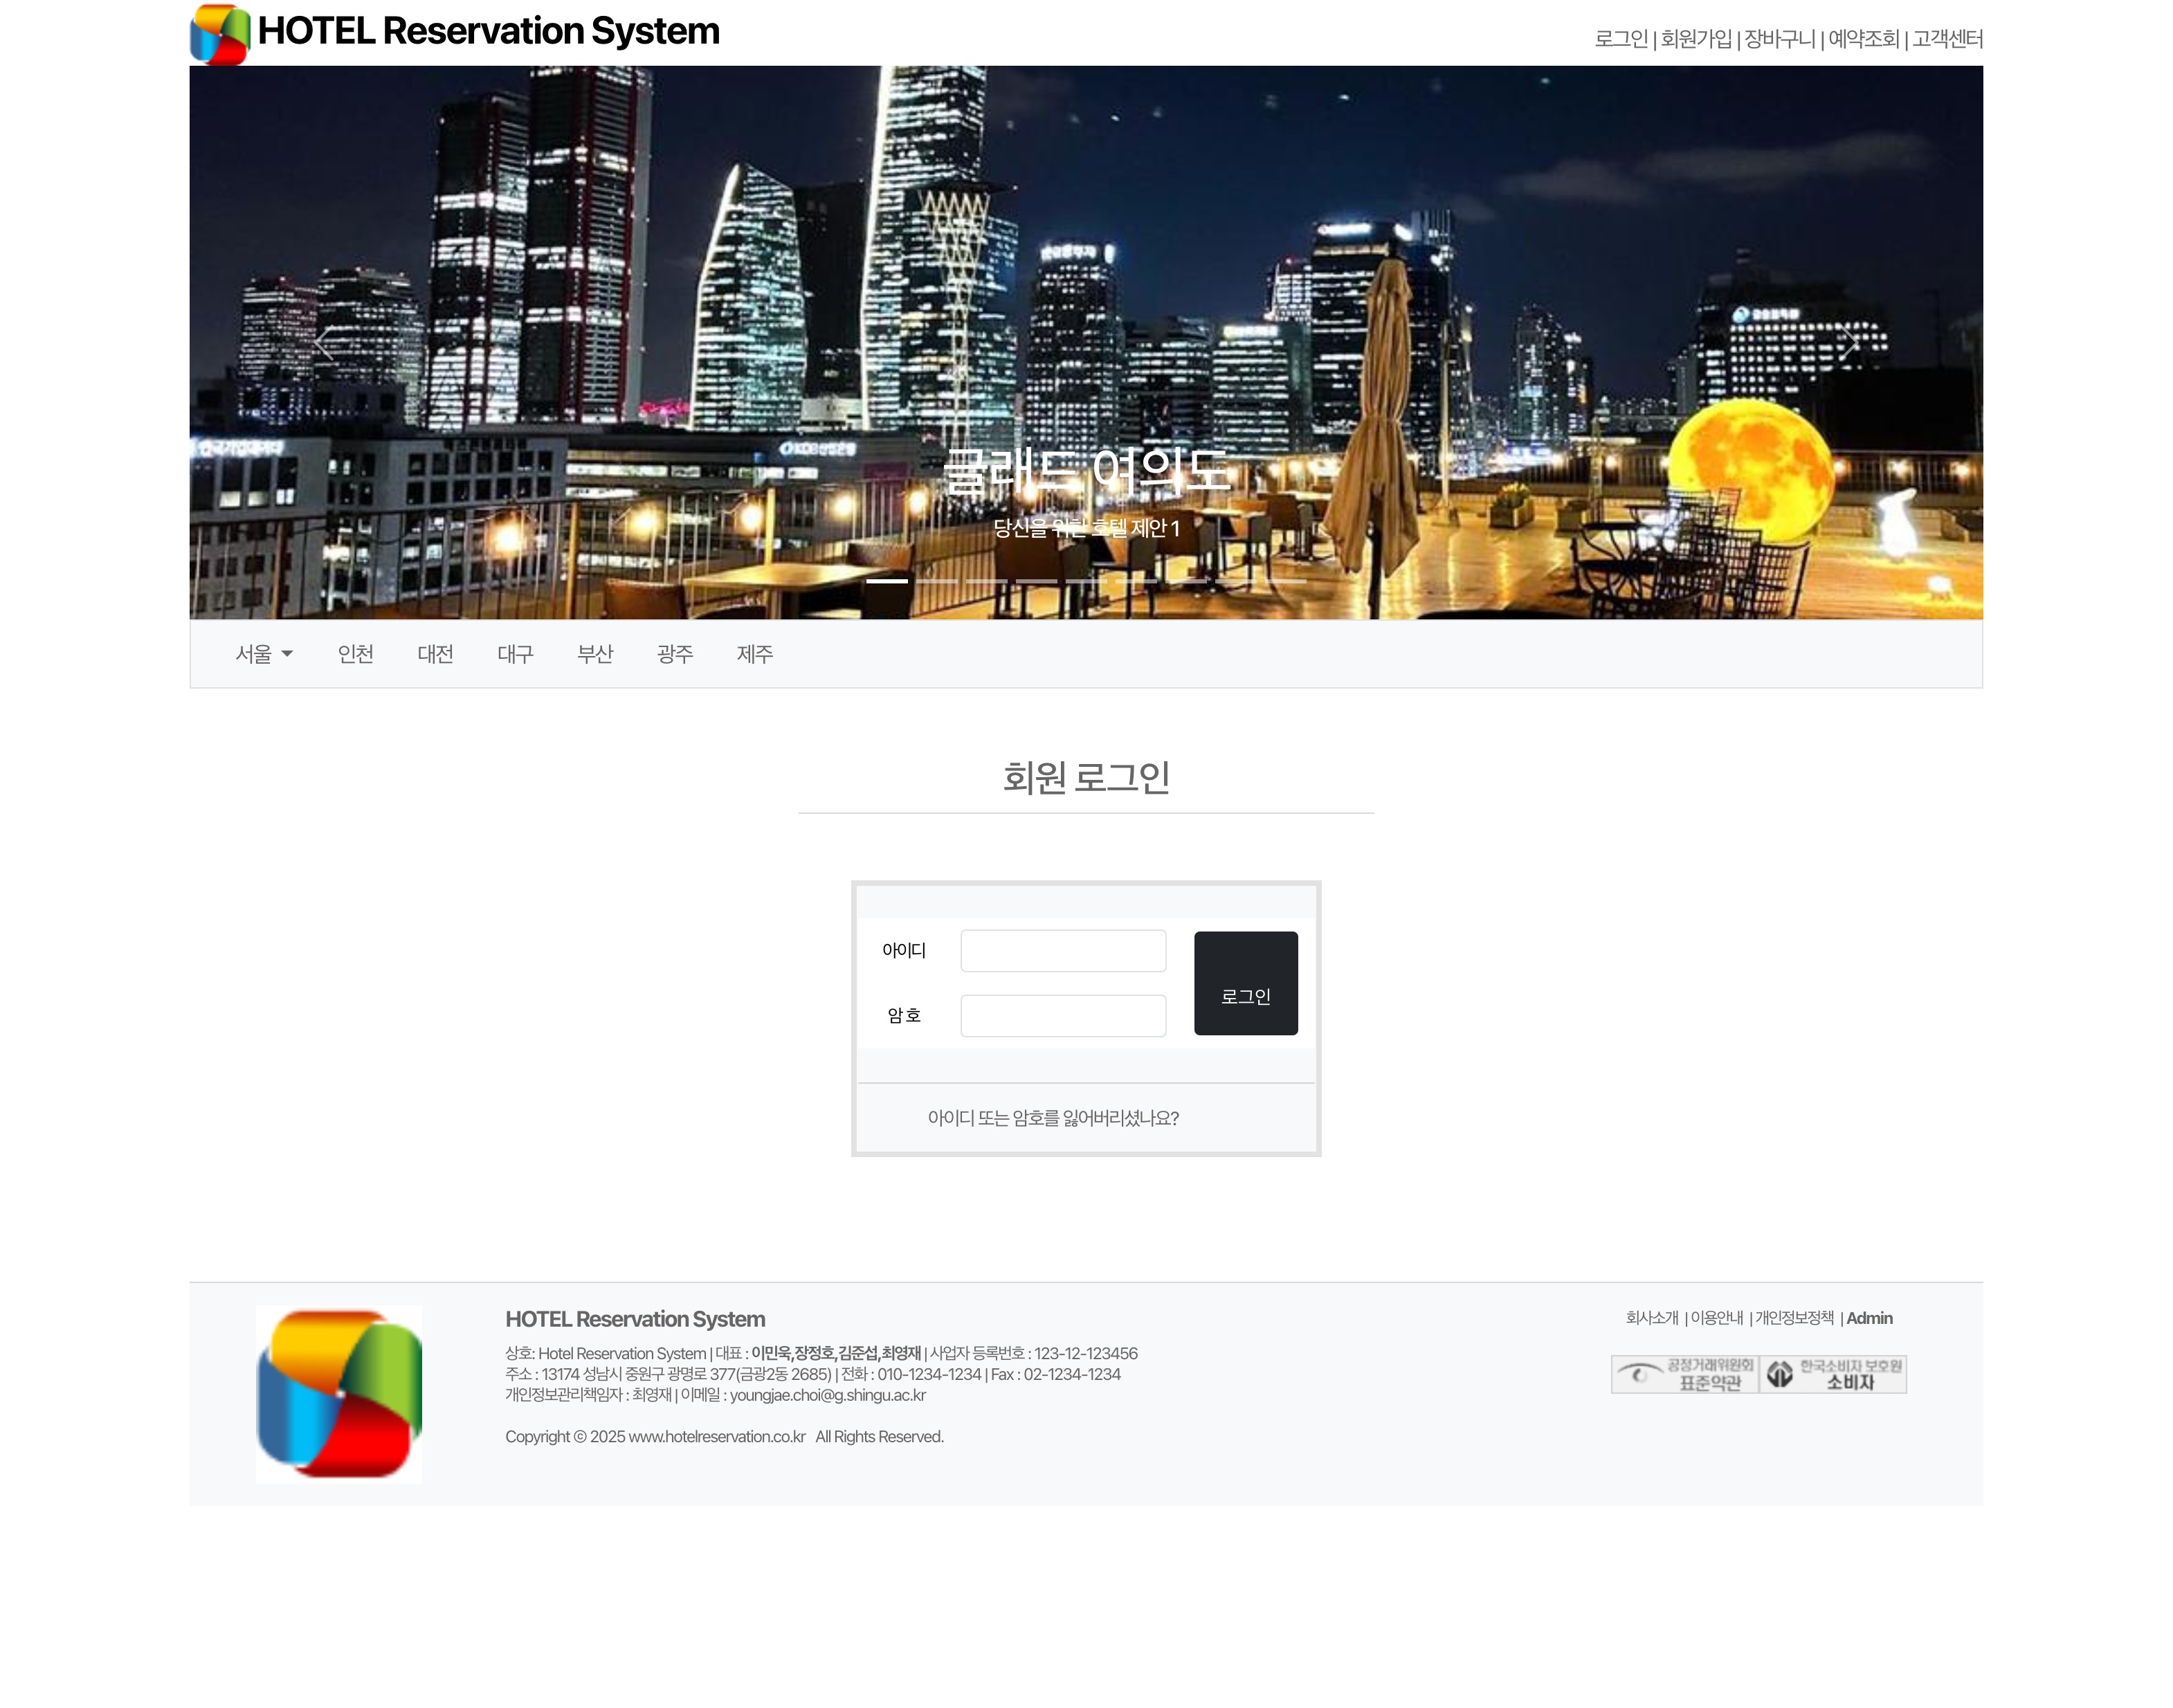 HOTEL Reservation System
로그인 | 회원가입 | 장바구니 | 예약조회 | 고객센터
글래드 여의도
당신을 위한 호텔 제안 1
서울 인천 대전 대구 부산 광주 제주
회원 로그인
아이디
암 호
로그인
아이디 또는 암호를 잃어버리셨나요?
HOTEL Reservation System
상호: Hotel Reservation System | 대표 : 이민욱,장정호,김준섭,최영재 | 사업자 등록번호 : 123-12-123456
주소 : 13174 성남시 중원구 광명로 377(금광2동 2685) | 전화 : 010-1234-1234 | Fax : 02-1234-1234
개인정보관리책임자 : 최영재 | 이메일 : youngjae.choi@g.shingu.ac.kr
Copyright © 2025 www.hotelreservation.co.kr All Rights Reserved.
회사소개 | 이용안내 | 개인정보정책 | Admin
공정거래위원회
표준약관
한국소비자 보호원
소비자